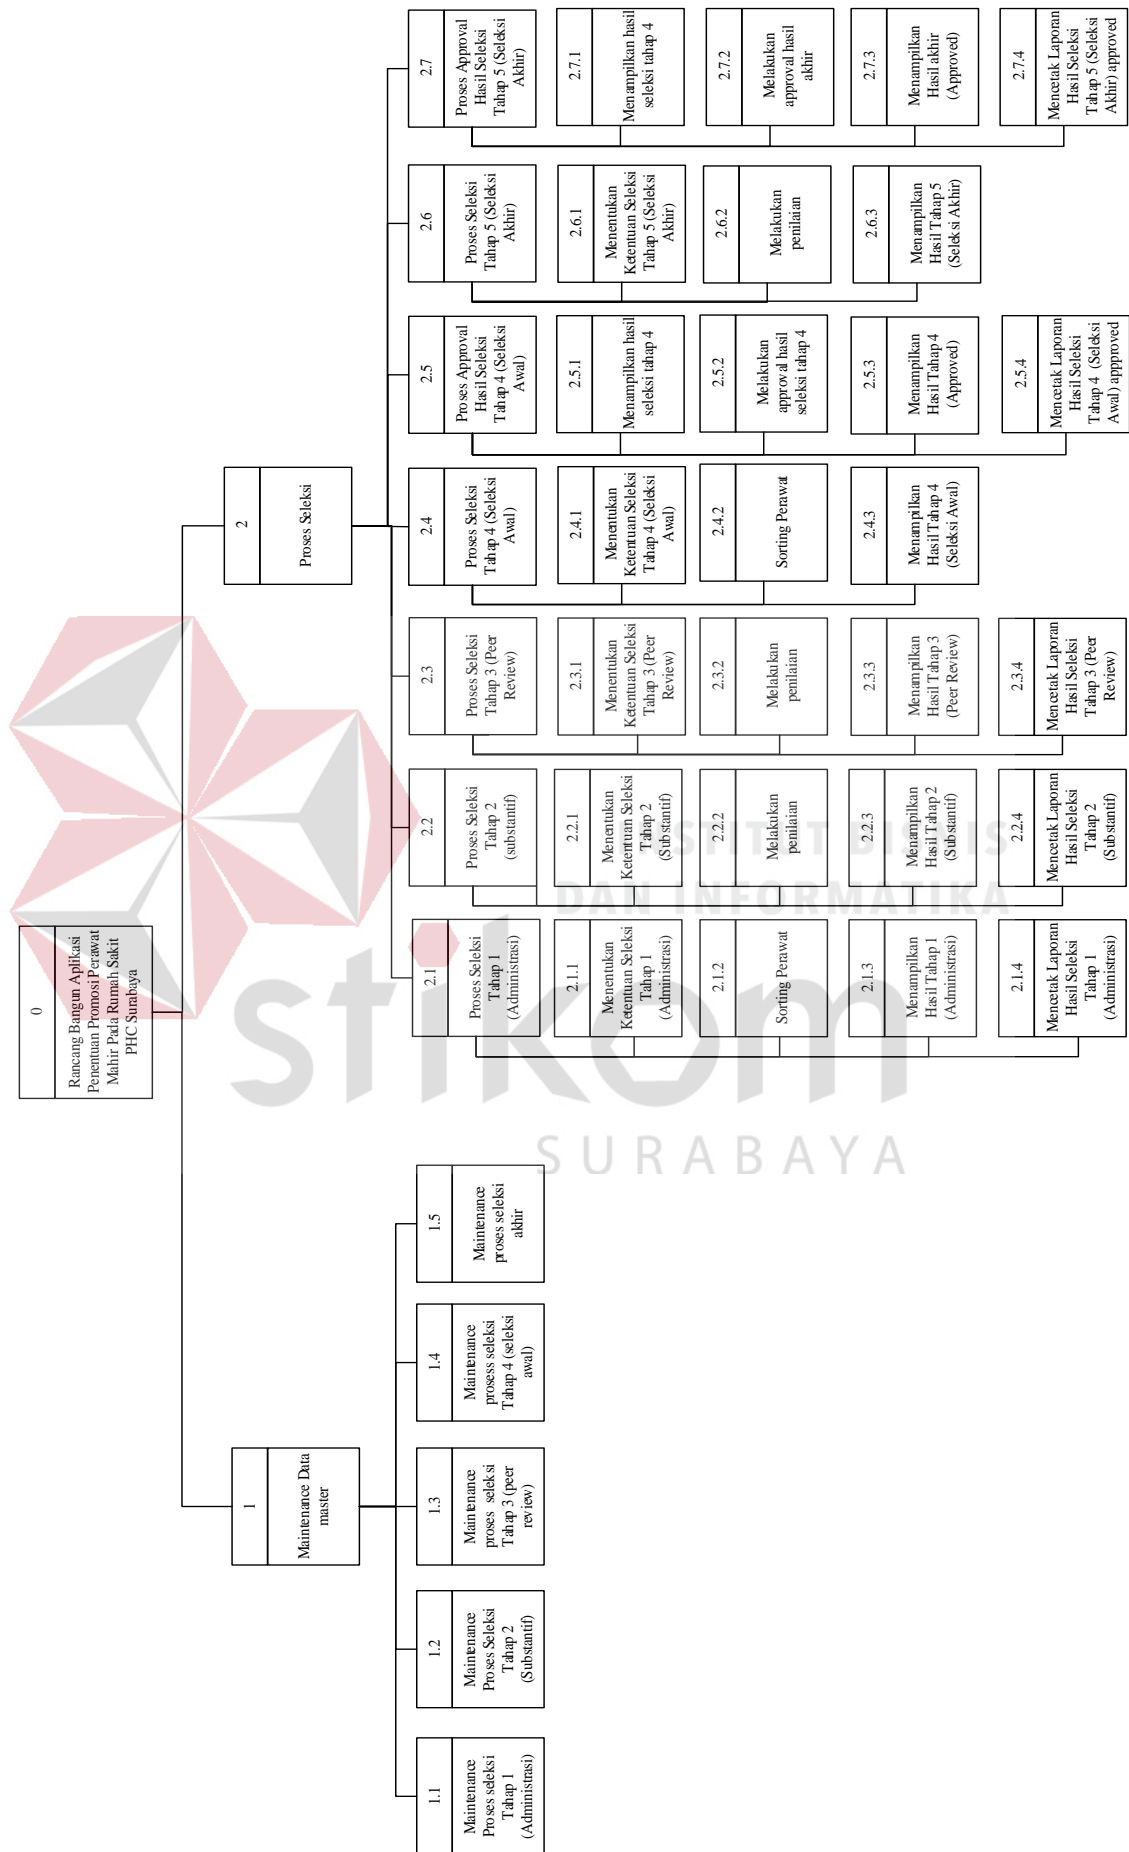 0
Rancang Bangun Aplikasi
Penentuan Promosi Perawat
Mahir Pada Rumah Sakit
PHC Surabaya
1
Maintenance Data
master
1.1
Maintenance
Proses seleksi
Tahap 1
(Administrasi)
1.2
Maintenance
Proses Seleksi
Tahap 2
(Substantif)
1.3
Maintenance
proses seleksi
Tahap 3 (peer
review)
1.4
Maintenance
prosess seleksi
Tahap 4 (seleksi
awal)
1.5
Maintenance
proses seleksi
akhir
2
Proses Seleksi
2.1
Proses Seleksi
Tahap 1
(Administrasi)
2.1.1
Menentukan
Ketentuan Seleksi
Tahap 1
(Administrasi)
2.1.2
Sorting Perawat
2.1.3
Menampilkan
Hasil Tahap 1
(Administrasi)
2.1.4
Mencetak Laporan
Hasil Seleksi
Tahap 1
(Administrasi)
2.2
Proses Seleksi
Tahap 2
(substantif)
2.2.1
Menentukan
Ketentuan Seleksi
Tahap 2
(Substantif)
2.2.2
Melakukan
penilaian
2.2.3
Menampilkan
Hasil Tahap 2
(Substantif)
2.2.4
Mencetak Laporan
Hasil Seleksi
Tahap 2
(Substantif)
2.3
Proses Seleksi
Tahap 3 (Peer
Review)
2.3.1
Menentukan
Ketentuan Seleksi
Tahap 3 (Peer
Review)
2.3.2
Melakukan
penilaian
2.3.3
Menampilkan
Hasil Tahap 3
(Peer Review)
2.3.4
Mencetak Laporan
Hasil Seleksi
Tahap 3 (Peer
Review)
2.4
Proses Seleksi
Tahap 4 (Seleksi
Awal)
2.4.1
Menentukan
Ketentuan Seleksi
Tahap 4 (Seleksi
Awal)
2.4.2
Sorting Perawat
2.4.3
Menampilkan
Hasil Tahap 4
(Seleksi Awal)
2.5
Proses Approval
Hasil Seleksi
Tahap 4 (Seleksi
Awal)
2.5.1
Menampilkan hasil
seleksi tahap 4
2.5.2
Melakukan
approval hasil
seleksi tahap 4
2.5.3
Menampilkan
Hasil Tahap 4
(Approved)
2.5.4
Mencetak Laporan
Hasil Seleksi
Tahap 4 (Seleksi
Awal) appproved
2.6
Proses Seleksi
Tahap 5 (Seleksi
Akhir)
2.6.1
Menentukan
Ketentuan Seleksi
Tahap 5 (Seleksi
Akhir)
2.6.2
Melakukan
penilaian
2.6.3
Menampilkan
Hasil Tahap 5
(Seleksi Akhir)
2.7
Proses Approval
Hasil Seleksi
Tahap 5 (Seleksi
Akhir)
2.7.1
Menampilkan hasil
seleksi tahap 4
2.7.2
Melakukan
approval hasil
akhir
2.7.3
Menampilkan
Hasil akhir
(Approved)
2.7.4
Mencetak Laporan
Hasil Seleksi
Tahap 5 (Seleksi
Akhir) approved
INSTITUT BISNIS
DAN INFORMATIKA
stikom
SURABAYA